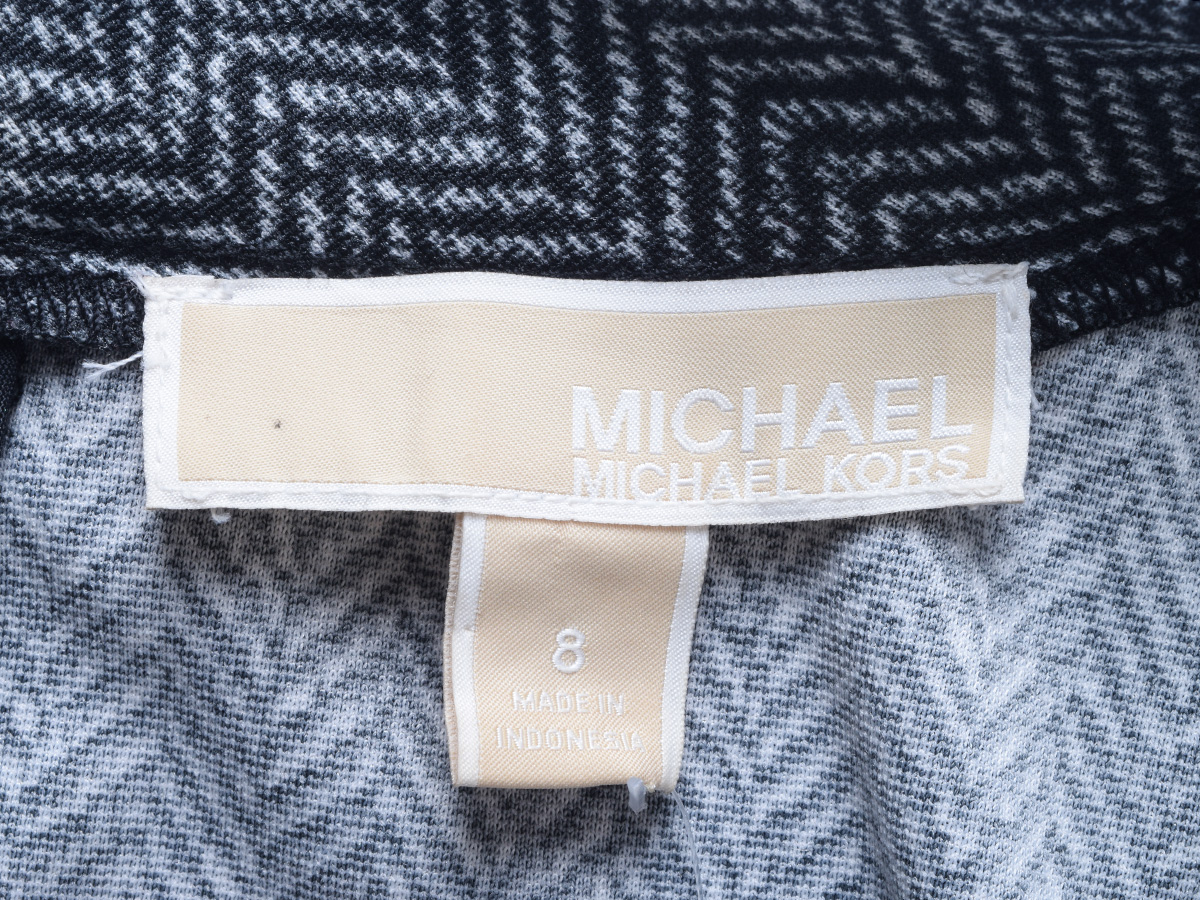 MICHAEL
MICHAEL KORS
8
MADE IN
INDONESIA